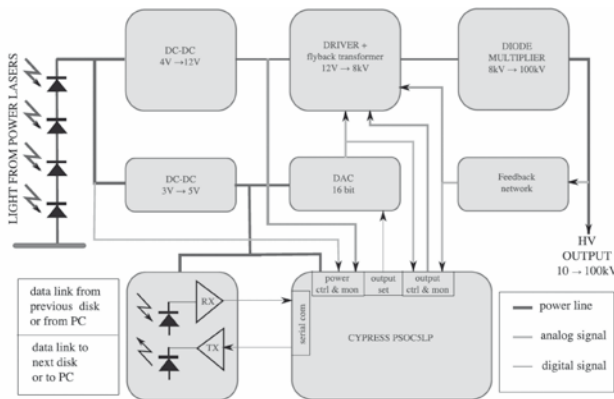 LIGHT FROM POWER LASERS
DC-DC
4V →12V
DRIVER +
flyback transformer
12V → 8kV
DIODE
MULTIPLIER
8kV → 100kV
DC-DC
3V → 5V
DAC
16 bit
Feedback
network
HV
OUTPUT
10 → 100kV
data link from
previous disk
or from PC
data link to
next disk
or to PC
RX
TX
serial com
power
ctrl & mon
output
set
output
ctrl & mon
CYPRESS PSOC5LP
power line
analog signal
digital signal